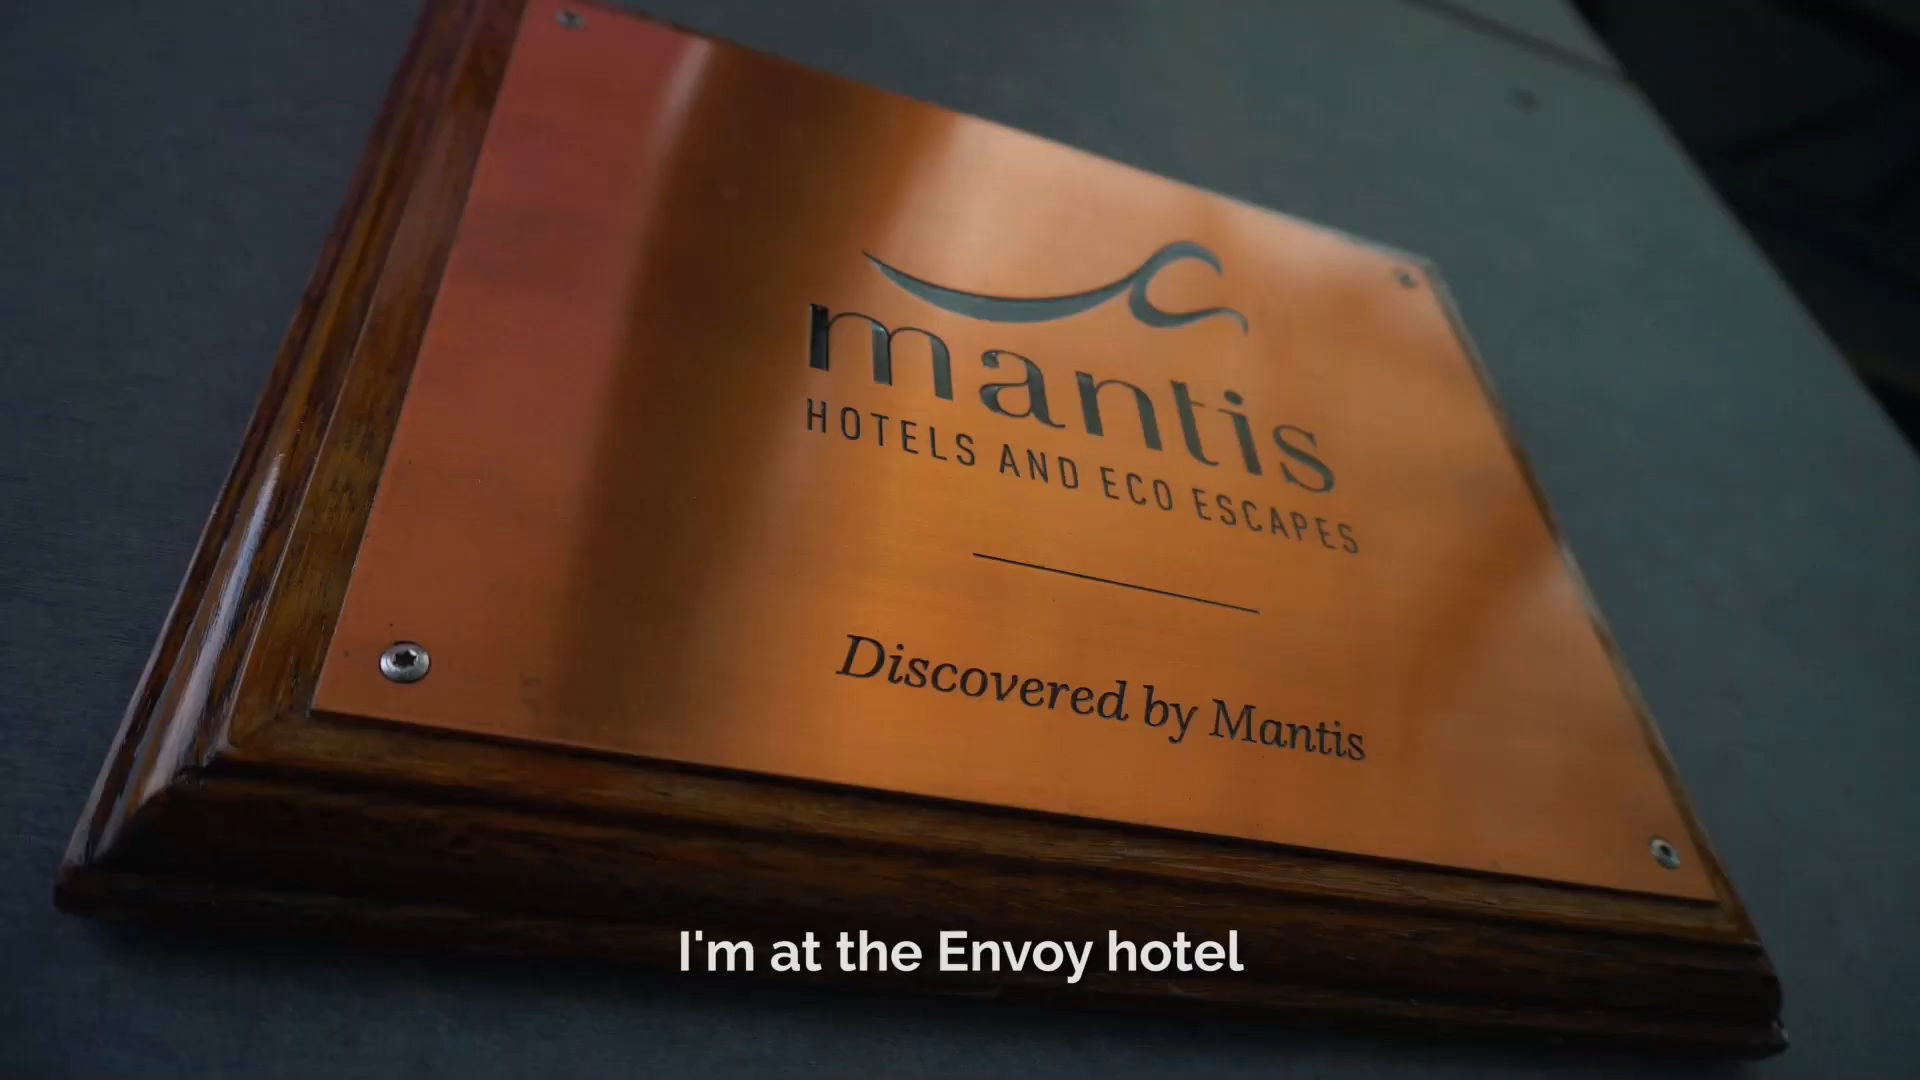 mantis
HOTELS AND ECO ESCAPES
Discovered by Mantis
I'm at the Envoy hotel